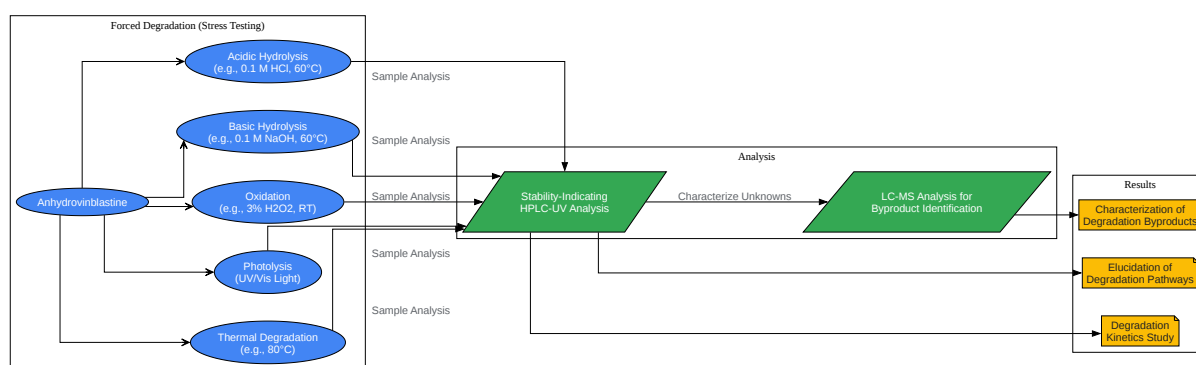 Forced Degradation (Stress Testing)
Acidic Hydrolysis
(e.g., 0.1 M HCl, 60°C)
Sample Analysis
Basic Hydrolysis
(e.g., 0.1 M NaOH, 60°C)
Sample Analysis
Analysis
Anhydrovinblastine
Oxidation
(e.g., 3% H2O2, RT)
Sample Analysis
Stability-Indicating
HPLC-UV Analysis
Characterize Unknowns
LC-MS Analysis for
Byproduct Identification
Results
Characterization of
Degradation Byproducts
Photolysis
(UV/Vis Light)
Sample Analysis
Elucidation of
Degradation Pathways
Thermal Degradation
(e.g., 80°C)
Sample Analysis
Degradation
Kinetics Study